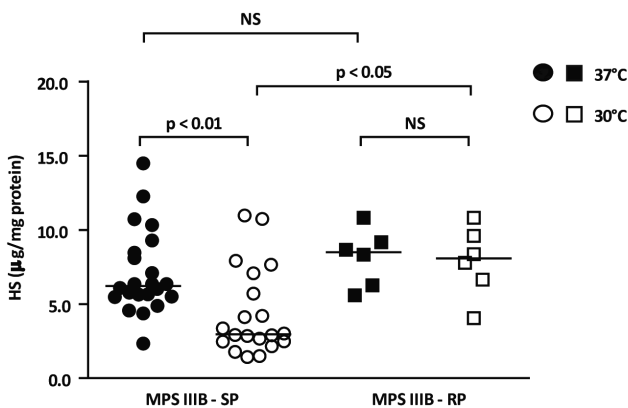 NS
p < 0.05
p < 0.01
NS
37°C
30°C
HS (µg/mg protein)
20.0
15.0
10.0
5.0
0.0
MPS IIIB - SP
MPS IIIB - RP